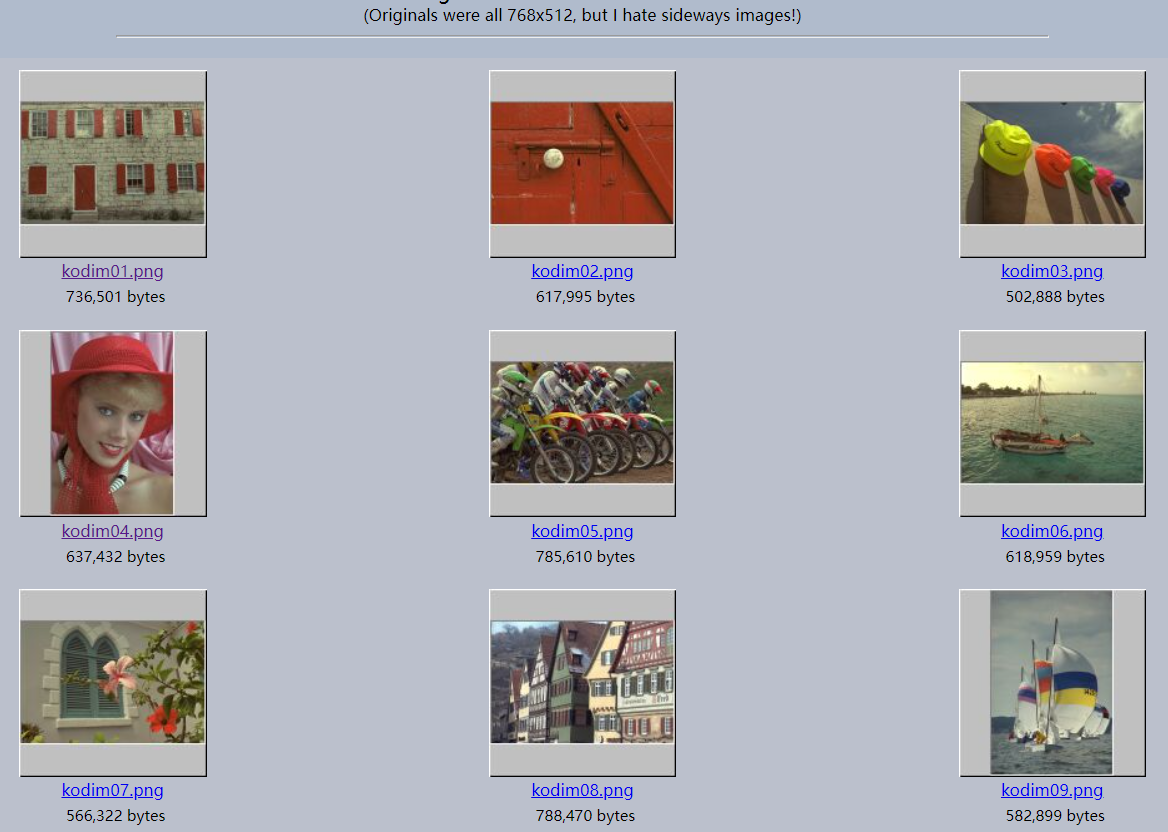 (Originals were all 768x512, but I hate sideways images!)
kodim01.png
kodim02.png
kodim03.png
736,501 bytes
617,995 bytes
502,888 bytes
kodim04.png
kodim05.png
kodim06.png
637,432 bytes
785,610 bytes
618,959 bytes
kodim07.png
kodim08.png
kodim09.png
566,322 bytes
788,470 bytes
582,899 bytes